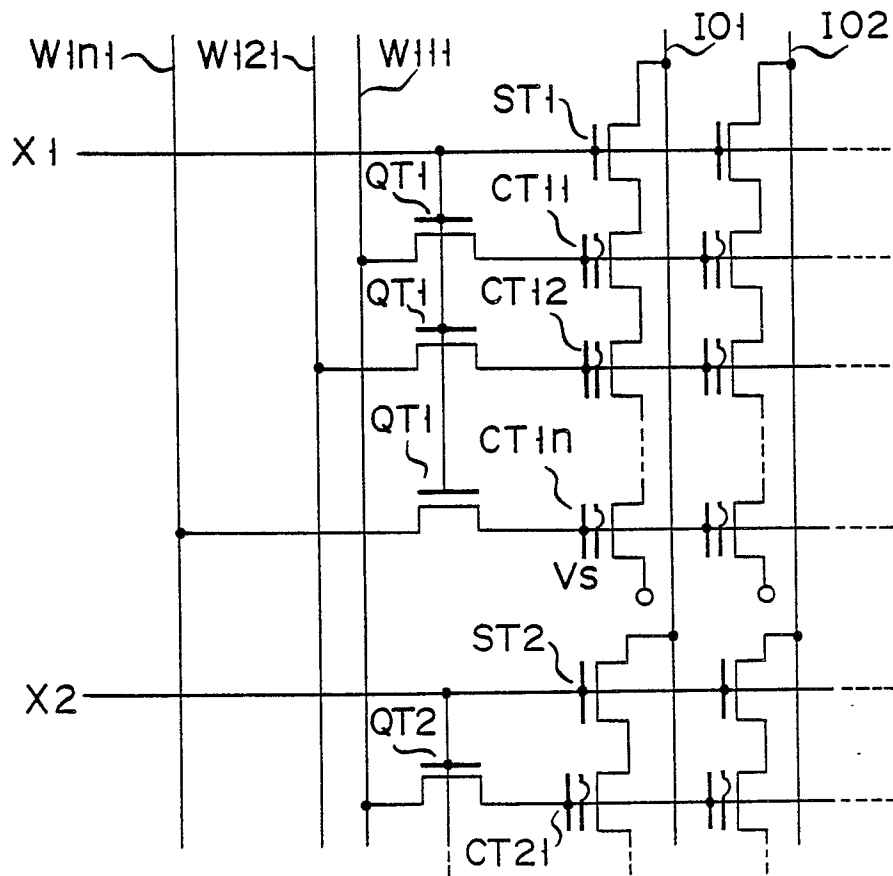 W1n1 W121 W111 IO1 IO2
ST1
X1
QT1 CT11
QT1 CT12
QT1 CT1n
VS
ST2
X2
QT2
CT21